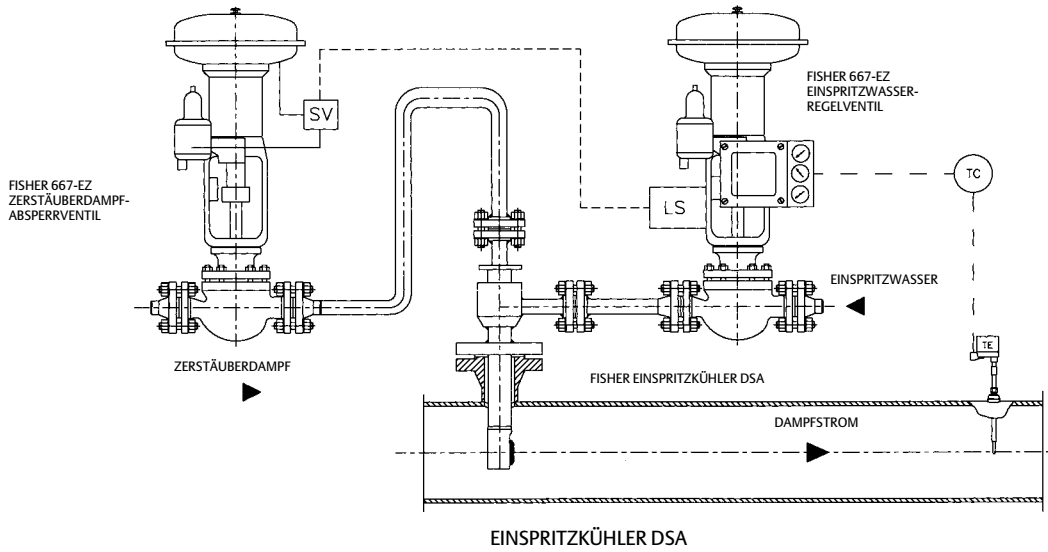 FISHER 667-EZ
EINSPRITZWASSER-
REGELVENTIL
SV
FISHER 667-EZ
ZERSTÄUBERDAMPF-
ABSPERRVENTIL
LS
TC
EINSPRITZWASSER
ZERSTÄUBERDAMPF
TE
FISHER EINSPRITZKÜHLER DSA
DAMPFSTROM
EINSPRITZKÜHLER DSA